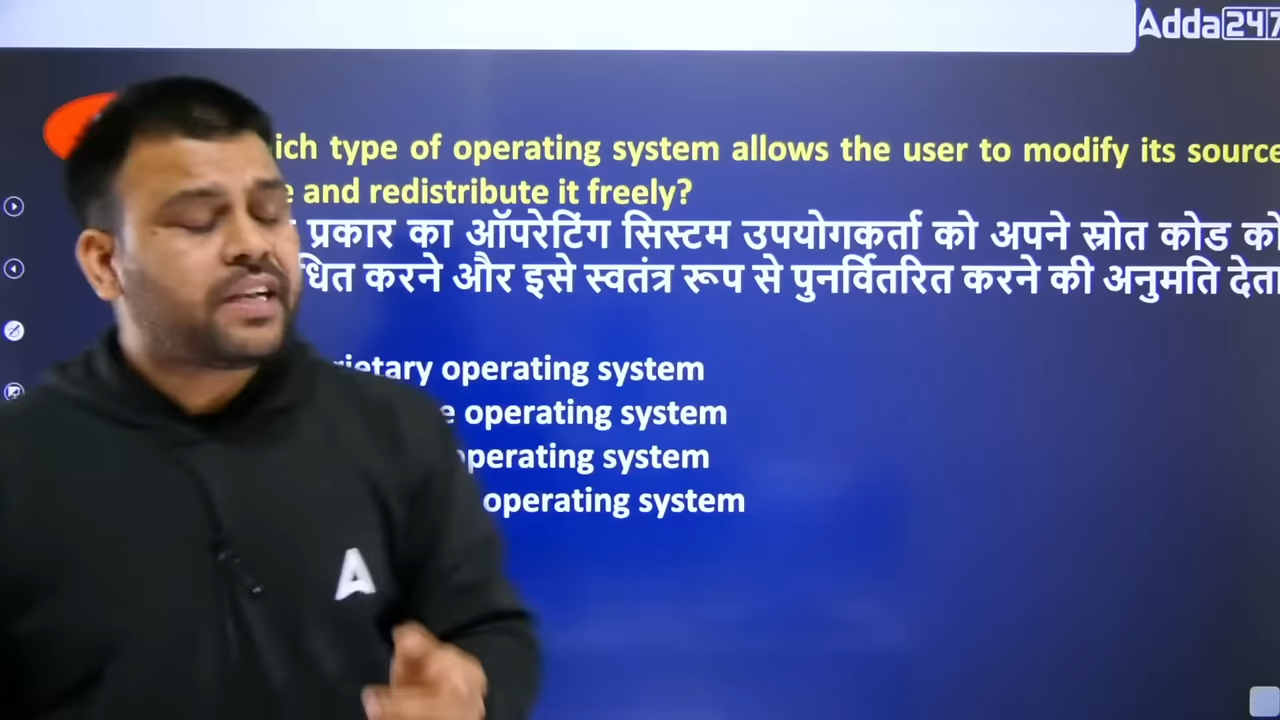 Adda247
type of operating system allows the user to modify its source
and redistribute it freely?
प्रकार का ऑपरेटिंग सिस्टम उपयोगकर्ता को अपने स्रोत कोड को
करने और इसे स्वतंत्र रूप से पुनर्वितरित करने की अनुमति देता
operating system
operating system
operating system
operating system
A